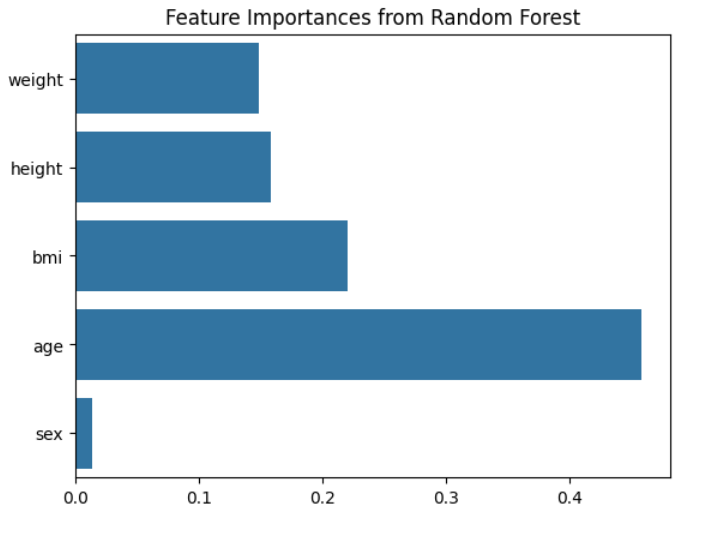 Feature Importances from Random Forest
weight
height
bmi
age
sex
0.0 0.1 0.2 0.3 0.4